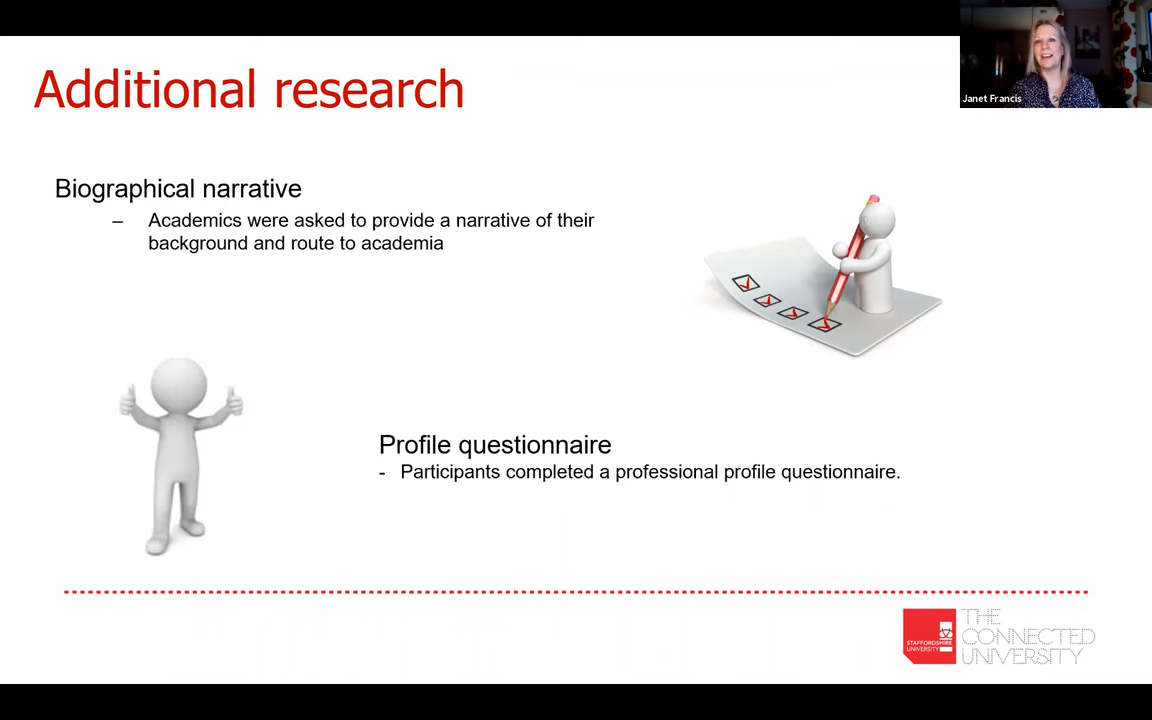 Additional research
Janet Francis
Biographical narrative
– Academics were asked to provide a narrative of their
background and route to academia
Profile questionnaire
- Participants completed a professional profile questionnaire.
STAFFORDSHIRE
UNIVERSITY
THE
CONNECTED
UNIVERSITY